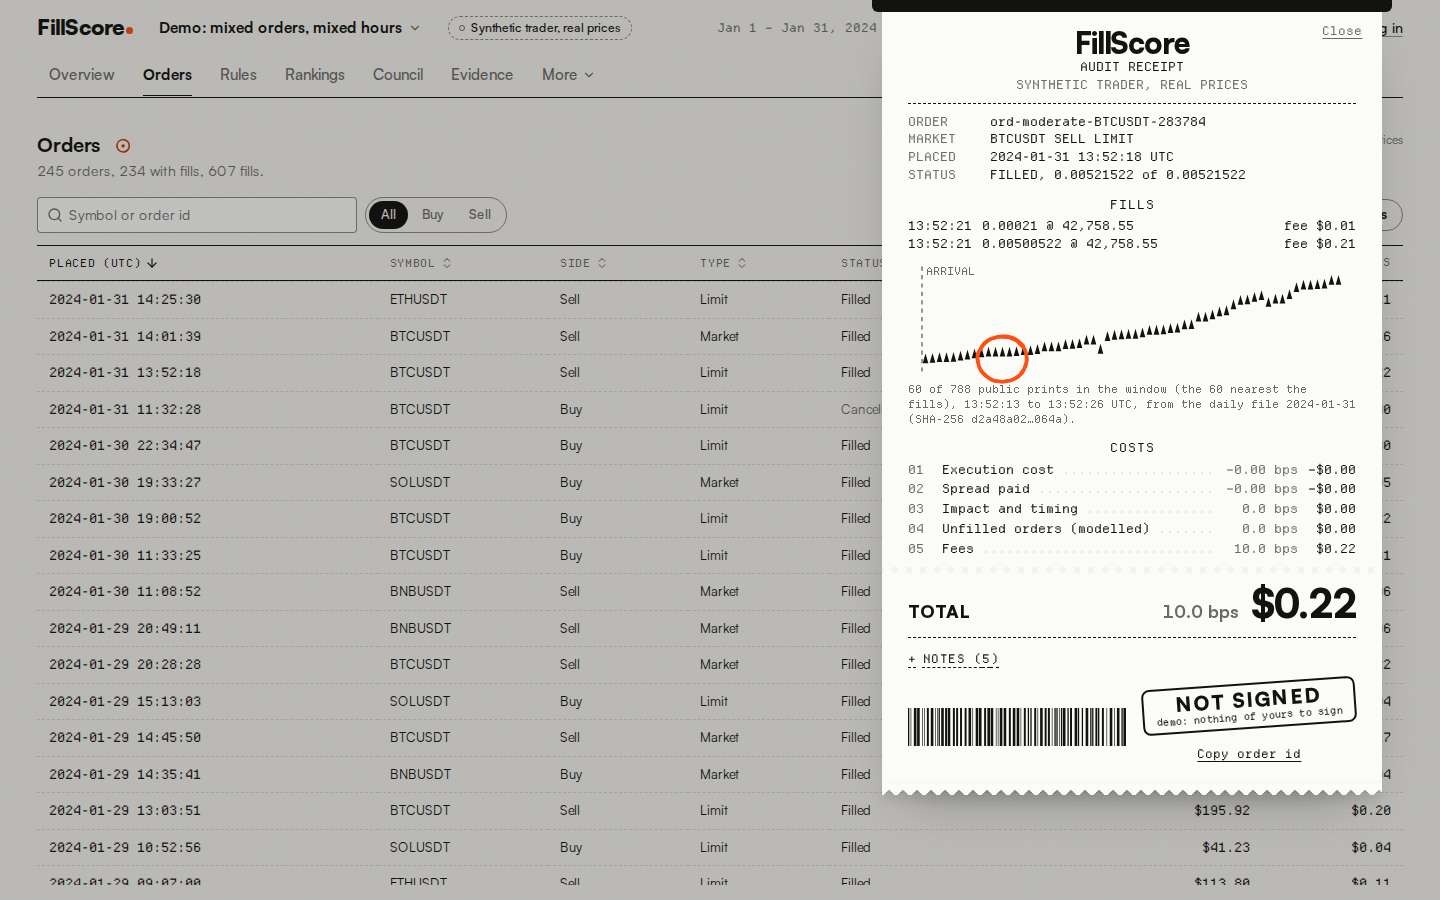 FillScore. Demo: mixed orders, mixed hours Synthetic trader, real prices Jan 1 – Jan 31, 2024 in
Overview Orders Rules Rankings Council Evidence More
Orders
245 orders, 234 with fills, 607 fills.
Symbol or order id All Buy Sell
PLACED (UTC) SYMBOL SIDE TYPE
2024-01-31 14:25:30 ETHUSDT Sell Limit Filled
2024-01-31 14:01:39 BTCUSDT Sell Market Filled
2024-01-31 13:52:18 BTCUSDT Sell Limit Filled
2024-01-31 11:32:28 BTCUSDT Buy Limit Cancel
2024-01-30 22:34:47 BTCUSDT Buy Limit Filled
2024-01-30 19:33:27 SOLUSDT Buy Market Filled
2024-01-30 19:00:52 BTCUSDT Buy Limit Filled
2024-01-30 11:33:25 BTCUSDT Buy Limit Filled
2024-01-30 11:08:52 BNBUSDT Sell Market Filled
2024-01-29 20:49:11 BNBUSDT Sell Market Filled
2024-01-29 20:28:28 BTCUSDT Sell Market Filled
2024-01-29 15:13:03 SOLUSDT Buy Limit Filled
2024-01-29 14:45:50 BTCUSDT Sell Market Filled
2024-01-29 14:35:41 BNBUSDT Buy Market Filled
2024-01-29 13:03:51 BTCUSDT Sell Limit Filled $195.92 $0.20
2024-01-29 10:52:56 SOLUSDT Buy Limit Filled $41.23 $0.04
2024-01-29 09:07:00 ETHUSDT Sell Limit Filled $113.80 $0.11
Close
FillScore
AUDIT RECEIPT
SYNTHETIC TRADER, REAL PRICES
ORDER ord-moderate-BTCUSDT-283784
MARKET BTCUSDT SELL LIMIT
PLACED 2024-01-31 13:52:18 UTC
STATUS FILLED, 0.00521522 of 0.00521522
FILLS
13:52:21 0.00021 @ 42,758.55 fee $0.01
13:52:21 0.00500522 @ 42,758.55 fee $0.21
ARRIVAL
60 of 788 public prints in the window (the 60 nearest the
fills), 13:52:13 to 13:52:26 UTC, from the daily file 2024-01-31
(SHA-256 d2a48a02…064a).
COSTS
01 Execution cost −0.00 bps −$0.00
02 Spread paid −0.00 bps −$0.00
03 Impact and timing 0.0 bps $0.00
04 Unfilled orders (modelled) 0.0 bps $0.00
05 Fees 10.0 bps $0.22
TOTAL 10.0 bps $0.22
+ NOTES (5)
NOT SIGNED
demo: nothing of yours to sign
Copy order id